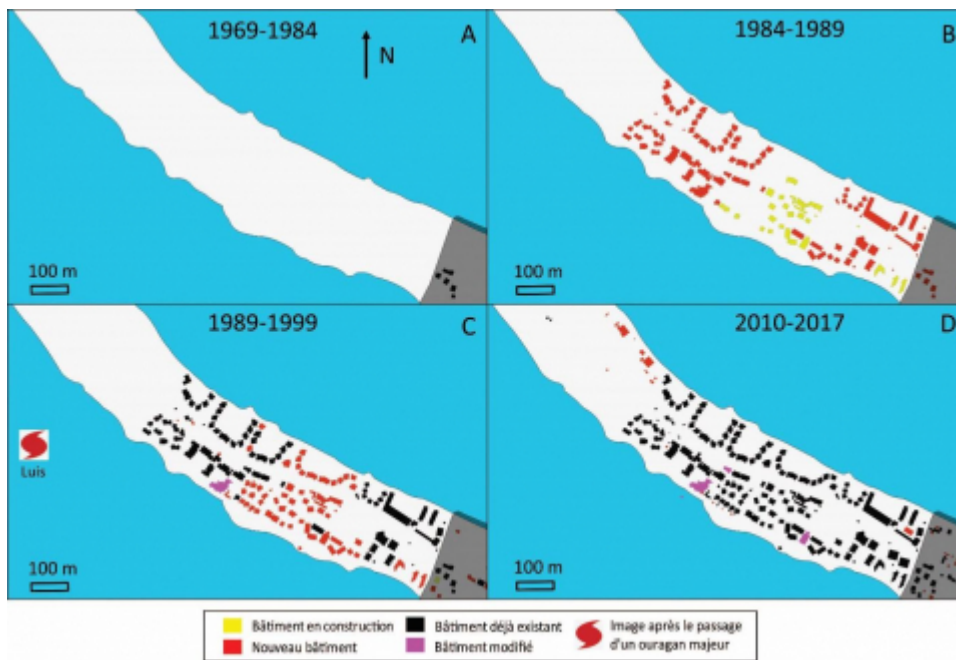 1969-1984
A
N
100 m
1984-1989
B
100 m
1989-1999
C
Luis
100 m
2010-2017
D
100 m
Bâtiment en construction
Nouveau bâtiment
Bâtiment déjà existant
Bâtiment modifié
Image après le passage
d'un ouragan majeur